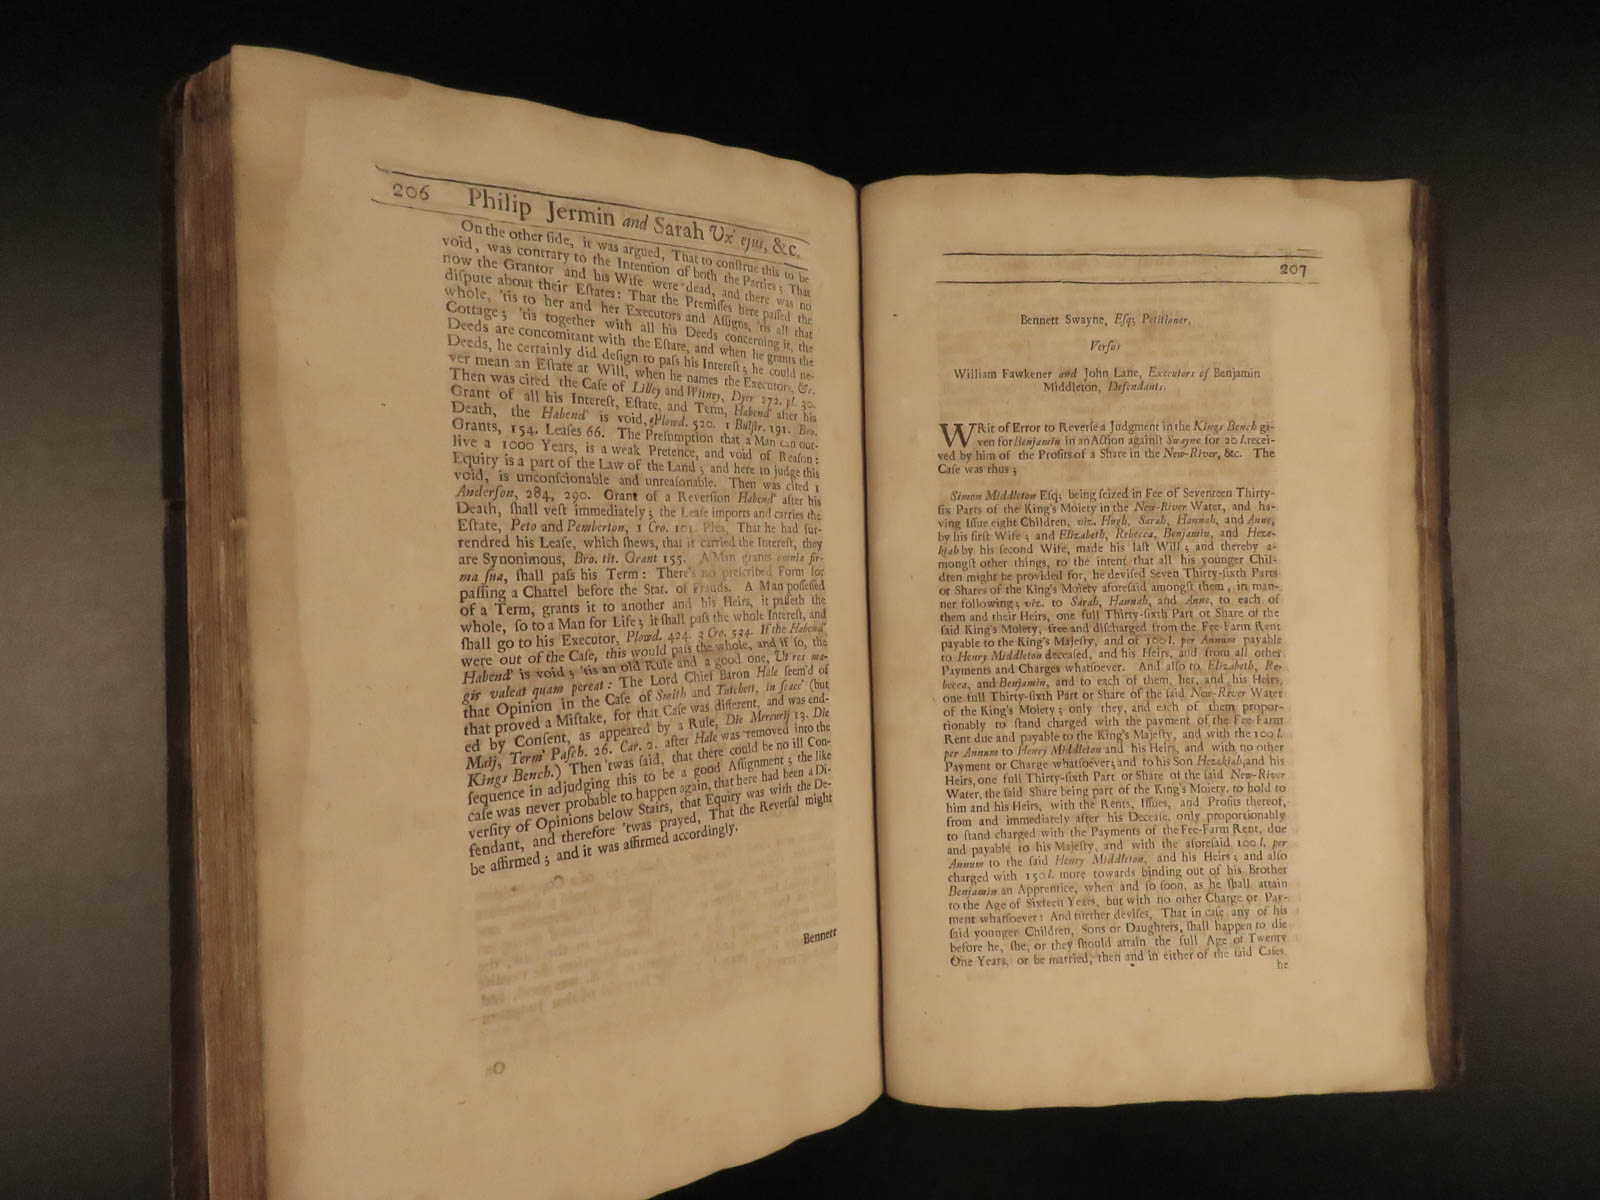 206 Philip Jermin and Sarah Ux' ejus, &c.
On the other ſide, it was argued, That to conſtrue this to be
void, was contrary to the Intention of both the Parties; That
now the Grantor and his Wife were dead, and there was no
diſpute about their Eſtates: That the Premiſſes here paſſed the
whole, 'tis to her and her Executors and Aſſigns, 'tis all that
Cottage; 'tis together with all his Deeds concerning it, the
Deeds are concomitant with the Eſtate, and when he grants the
Deeds, he certainly did deſign to paſs his Intereſt; he could ne-
ver mean an Eſtate at Will, when he names the Executors, &c.
Then was cited the Caſe of Lilley and Witney, Dyer 272. pl. 30.
Grant of all his Intereſt, Eſtate, and Term, Habend' after his
Death, the Habend' is void, Plowd. 520. 1 Bulſtr. 191. Bro.
Grants, 154. Leaſes 66. The Preſumption that a Man can out-
live a 1000 Years, is a weak Pretence, and void of Reaſon:
Equity is a part of the Law of the Land; and here to judge this
void, is unconſcionable and unreaſonable. Then was cited 1
Anderſon, 284, 290. Grant of a Reverſion Habend' after his
Death, ſhall veſt immediately; the Leaſe imports and carries the
Eſtate, Peto and Pemberton, 1 Cro. 101. Plea, That he had ſur-
rendred his Leaſe, which ſhews, that it carried the Intereſt, they
are Synonimous, Bro. tit. Grant 155. A Man grants omnia fir-
ma ſua, ſhall paſs his Term: There's no preſcribed Form for
paſſing a Chattel before the Stat. of Frauds. A Man poſſeſſed
of a Term, grants it to another and his Heirs, it paſſeth the
whole, ſo to a Man for Life; it ſhall paſs the whole Intereſt, and
ſhall go to his Executor, Plowd. 424. 3 Cro. 534. If the Habend'
were out of the Caſe, this would paſs the whole, and if ſo, the
Habend' is void; 'tis an old Rule and a good one, Ut res ma-
gis valeat quam pereat: The Lord Chief Baron Hale ſeem'd of
that Opinion in the Caſe of Smith and Tutchett, in ſcacc' (but
that proved a Miſtake, for that Caſe was different, and was end-
ed by Conſent, as appeared by a Rule, Die Mercurij 13. Die
Maij, Term' Paſch. 26. Car. 2. after Hale was removed into the
Kings Bench.) Then 'twas ſaid, that there could be no ill Con-
ſequence in adjudging this to be a good Aſſignment; the like
caſe was never probable to happen again, that here had been a Di-
verſity of Opinions below Stairs, that Equity was with the De-
fendant, and therefore 'twas prayed, That the Reverſal might
be affirmed; and it was affirmed accordingly.
Bennett
207
Bennett Swayne, Eſq; Petitioner,
Verſus
William Fawkener and John Lane, Executors of Benjamin
Middleton, Defendants.
WRit of Error to Reverſe a Judgment in the Kings Bench gi-
ven for Benjamin in an Action againſt Swayne for 20 l. recei-
ved by him of the Profits of a Share in the New-River, &c. The
Caſe was thus;
Simon Middleton Eſq; being ſeized in Fee of Seventeen Thirty-
ſix Parts of the King's Moiety in the New-River Water, and ha-
ving Iſſue eight Children, viz. Hugh, Sarah, Hannah, and Anne,
by his firſt Wife; and Elizabeth, Rebecca, Benjamin, and Heze-
kiah by his ſecond Wife, made his laſt Will; and thereby a-
mongſt other things, to the intent that all his younger Chil-
dren might be provided for, he deviſed Seven Thirty-ſixth Parts
or Shares of the King's Moiety aforeſaid amongſt them, in man-
ner following; viz. to Sarah, Hannah, and Anne, to each of
them and their Heirs, one full Thirty-ſixth Part or Share of the
ſaid King's Moiety, free and diſcharged from the Fee-Farm Rent
payable to the King's Majeſty, and of 100 l. per Annum payable
to Henry Middleton deceaſed, and his Heirs, and from all other
Payments and Charges whatſoever. And alſo to Elizabeth, Re-
becca, and Benjamin, and to each of them, her, and his Heirs,
one full Thirty-ſixth Part or Share of the ſaid New-River Water
of the King's Moiety; only they, and each of them propor-
tionably to ſtand charged with the payment of the Fee-Farm
Rent due and payable to the King's Majeſty, and with the 100 l.
per Annum to Henry Middleton and his Heirs, and with no other
Payment or Charge whatſoever; and to his Son Hezekiah, and his
Heirs, one full Thirty-ſixth Part or Share of the ſaid New-River
Water, the ſaid Share being part of the King's Moiety, to hold to
him and his Heirs, with the Rents, Iſſues, and Profits thereof,
from and immediately after his Deceaſe, only proportionably
to ſtand charged with the Payments of the Fee-Farm Rent, due
and payable to his Majeſty, and with the aforeſaid 100 l. per
Annum to the ſaid Henry Middleton, and his Heirs; and alſo
charged with 150 l. more towards binding out of his Brother
Benjamin an Apprentice, when and ſo ſoon, as he ſhall attain
to the Age of Sixteen Years, but with no other Charge or Pay-
ment whatſoever: And further deviſes, That in caſe any of his
ſaid younger Children, Sons or Daughters, ſhall happen to die
before he, ſhe, or they ſhould attain the full Age of Twenty
One Years, or be married, then and in either of the ſaid Caſes,
he